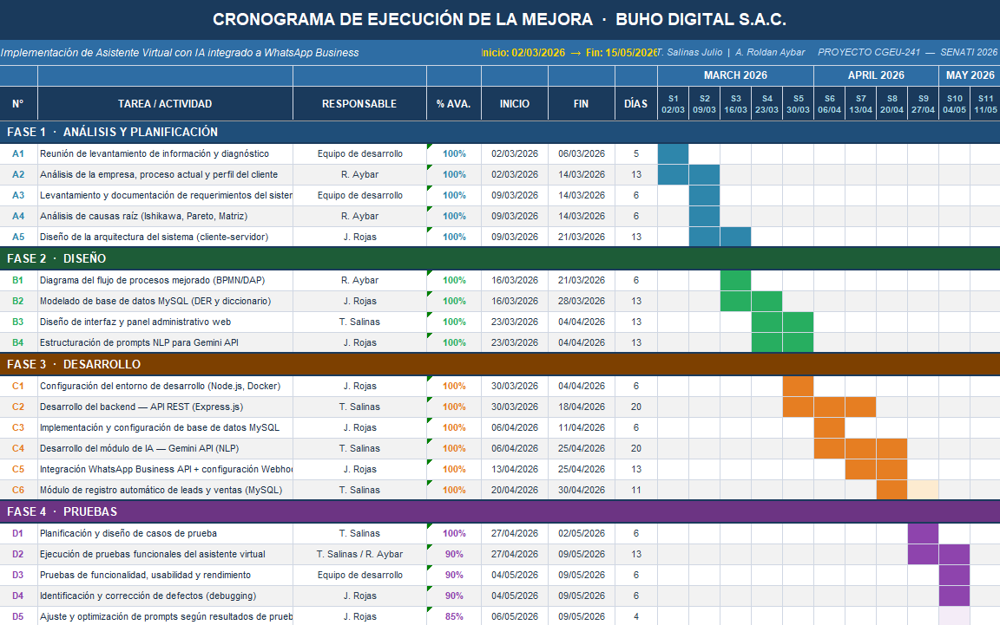 CRONOGRAMA DE EJECUCIÓN DE LA MEJORA · BUHO DIGITAL S.A.C.
Implementación de Asistente Virtual con IA integrado a WhatsApp Business Inicio: 02/03/2026 → Fin: 15/05/2026 T. Salinas Julio | A. Roldan Aybar PROYECTO CGEU-241 — SENATI 2026
MARCH 2026 APRIL 2026 MAY 2026
N° TAREA / ACTIVIDAD RESPONSABLE % AVA. INICIO FIN DÍAS S1 S2 S3 S4 S5 S6 S7 S8 S9 S10 S11
02/03 09/03 16/03 23/03 30/03 06/04 13/04 20/04 27/04 04/05 11/05
FASE 1 · ANÁLISIS Y PLANIFICACIÓN
A1 Reunión de levantamiento de información y diagnóstico Equipo de desarrollo 100% 02/03/2026 06/03/2026 5
A2 Análisis de la empresa, proceso actual y perfil del cliente R. Aybar 100% 02/03/2026 14/03/2026 13
A3 Levantamiento y documentación de requerimientos del sister Equipo de desarrollo 100% 09/03/2026 14/03/2026 6
A4 Análisis de causas raíz (Ishikawa, Pareto, Matriz) R. Aybar 100% 09/03/2026 14/03/2026 6
A5 Diseño de la arquitectura del sistema (cliente-servidor) J. Rojas 100% 09/03/2026 21/03/2026 13
FASE 2 · DISEÑO
B1 Diagrama del flujo de procesos mejorado (BPMN/DAP) R. Aybar 100% 16/03/2026 21/03/2026 6
B2 Modelado de base de datos MySQL (DER y diccionario) J. Rojas 100% 16/03/2026 28/03/2026 13
B3 Diseño de interfaz y panel administrativo web T. Salinas 100% 23/03/2026 04/04/2026 13
B4 Estructuración de prompts NLP para Gemini API J. Rojas 100% 23/03/2026 04/04/2026 13
FASE 3 · DESARROLLO
C1 Configuración del entorno de desarrollo (Node.js, Docker) J. Rojas 100% 30/03/2026 04/04/2026 6
C2 Desarrollo del backend — API REST (Express.js) T. Salinas 100% 30/03/2026 18/04/2026 20
C3 Implementación y configuración de base de datos MySQL J. Rojas 100% 06/04/2026 11/04/2026 6
C4 Desarrollo del módulo de IA — Gemini API (NLP) T. Salinas 100% 06/04/2026 25/04/2026 20
C5 Integración WhatsApp Business API + configuración Webhoo J. Rojas 100% 13/04/2026 25/04/2026 13
C6 Módulo de registro automático de leads y ventas (MySQL) T. Salinas 100% 20/04/2026 30/04/2026 11
FASE 4 · PRUEBAS
D1 Planificación y diseño de casos de prueba T. Salinas 100% 27/04/2026 02/05/2026 6
D2 Ejecución de pruebas funcionales del asistente virtual T. Salinas / R. Aybar 90% 27/04/2026 09/05/2026 13
D3 Pruebas de funcionalidad, usabilidad y rendimiento Equipo de desarrollo 90% 04/05/2026 09/05/2026 6
D4 Identificación y corrección de defectos (debugging) J. Rojas 90% 04/05/2026 09/05/2026 6
D5 Ajuste y optimización de prompts según resultados de prueb J. Rojas 85% 06/05/2026 09/05/2026 4